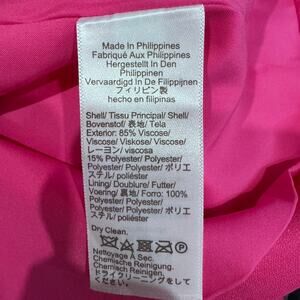 Made In Philippines
Fabriqué Aux Philippines
Hergestellt In Den
Philippinen
Vervaardigd In De Filippijnen
フィリピン製
hecho en filipinas
Shell/ Tissu Principal/ Shell/
Bovenstof/ 表地/ Tela
Exterior: 85% Viscose/
Viscose/ Viskose/ Viscose/
レーヨン/ viscosa
15% Polyester/ Polyester/
Polyester/ Polyester/ ポリエ
ステル/ poliéster
Lining/ Doublure/ Futter/
Voering/ 裏地/ Forro: 100%
Polyester/ Polyester/
Polyester/ Polyester/ ポリエ
ステル/ poliéster
Dry Clean.
P
Nettoyage A Sec.
Chemische Reinigung.
Chemisch Reinigen.
ドライクリーニングをして
ください